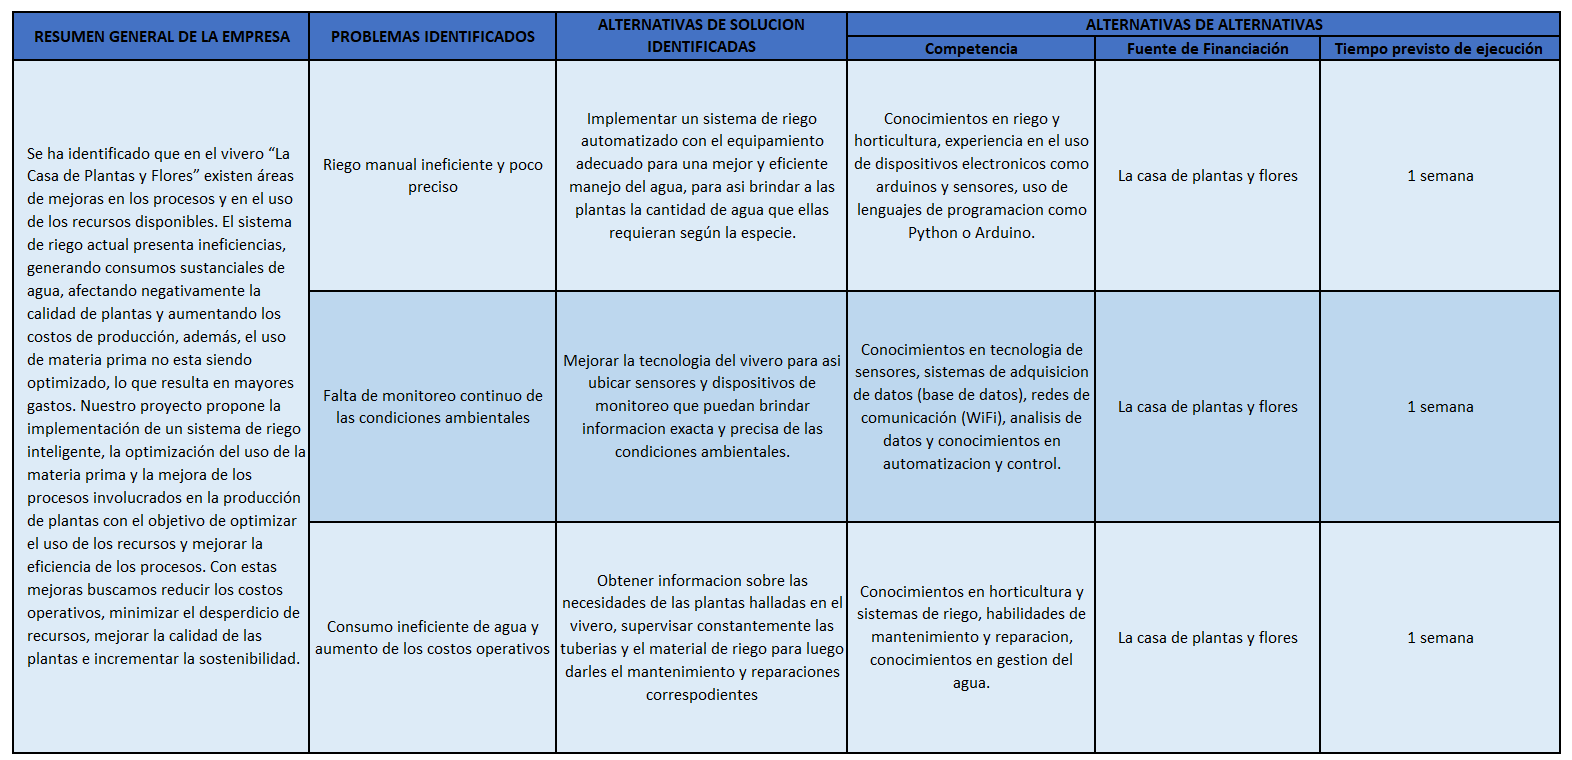 RESUMEN GENERAL DE LA EMPRESA
PROBLEMAS IDENTIFICADOS
ALTERNATIVAS DE SOLUCION
IDENTIFICADAS
ALTERNATIVAS DE ALTERNATIVAS
Competencia
Fuente de Financiación
Tiempo previsto de ejecución
Se ha identificado que en el vivero “La
Casa de Plantas y Flores” existen áreas
de mejoras en los procesos y en el uso
de los recursos disponibles. El sistema
de riego actual presenta ineficiencias,
generando consumos sustanciales de
agua, afectando negativamente la
calidad de plantas y aumentando los
costos de producción, además, el uso
de materia prima no esta siendo
optimizado, lo que resulta en mayores
gastos. Nuestro proyecto propone la
implementación de un sistema de riego
inteligente, la optimización del uso de la
materia prima y la mejora de los
procesos involucrados en la producción
de plantas con el objetivo de optimizar
el uso de los recursos y mejorar la
eficiencia de los procesos. Con estas
mejoras buscamos reducir los costos
operativos, minimizar el desperdicio de
recursos, mejorar la calidad de las
plantas e incrementar la sostenibilidad.
Riego manual ineficiente y poco
preciso
Implementar un sistema de riego
automatizado con el equipamiento
adecuado para una mejor y eficiente
manejo del agua, para asi brindar a las
plantas la cantidad de agua que ellas
requieran según la especie.
Conocimientos en riego y
horticultura, experiencia en el uso
de dispositivos electronicos como
arduinos y sensores, uso de
lenguajes de programacion como
Python o Arduino.
La casa de plantas y flores
1 semana
Falta de monitoreo continuo de
las condiciones ambientales
Mejorar la tecnologia del vivero para asi
ubicar sensores y dispositivos de
monitoreo que puedan brindar
informacion exacta y precisa de las
condiciones ambientales.
Conocimientos en tecnologia de
sensores, sistemas de adquisicion
de datos (base de datos), redes de
comunicación (WiFi), analisis de
datos y conocimientos en
automatizacion y control.
La casa de plantas y flores
1 semana
Consumo ineficiente de agua y
aumento de los costos operativos
Obtener informacion sobre las
necesidades de las plantas halladas en el
vivero, supervisar constantemente las
tuberias y el material de riego para luego
darles el mantenimiento y reparaciones
correspodientes
Conocimientos en horticultura y
sistemas de riego, habilidades de
mantenimiento y reparacion,
conocimientos en gestion del
agua.
La casa de plantas y flores
1 semana